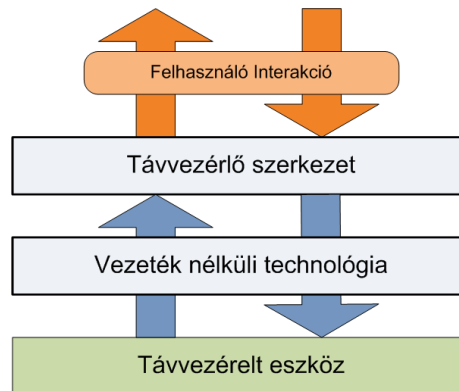 Felhasználó Interakció
Távvezérlő szerkezet
Vezeték nélküli technológia
Távvezérelt eszköz